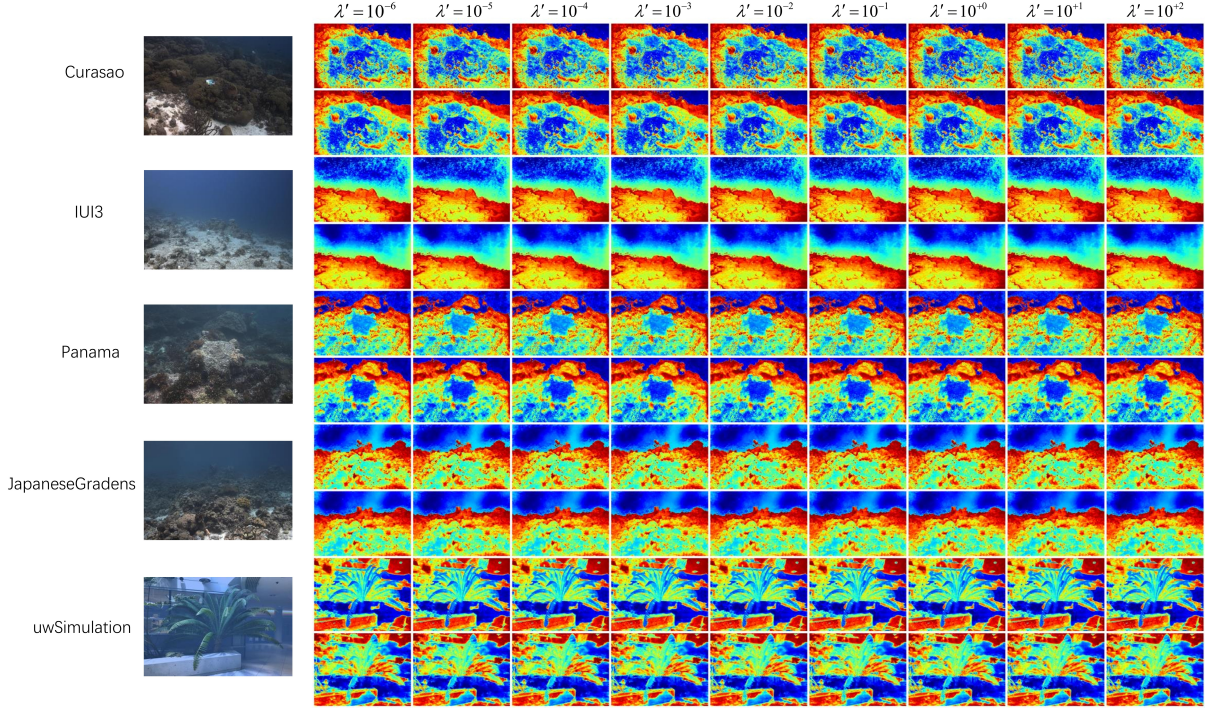 λ′ = 10⁻⁶ λ′ = 10⁻⁵ λ′ = 10⁻⁴ λ′ = 10⁻³ λ′ = 10⁻² λ′ = 10⁻¹ λ′ = 10⁺⁰ λ′ = 10⁺¹ λ′ = 10⁺²
Curasao
IUI3
Panama
JapaneseGradens
uwSimulation